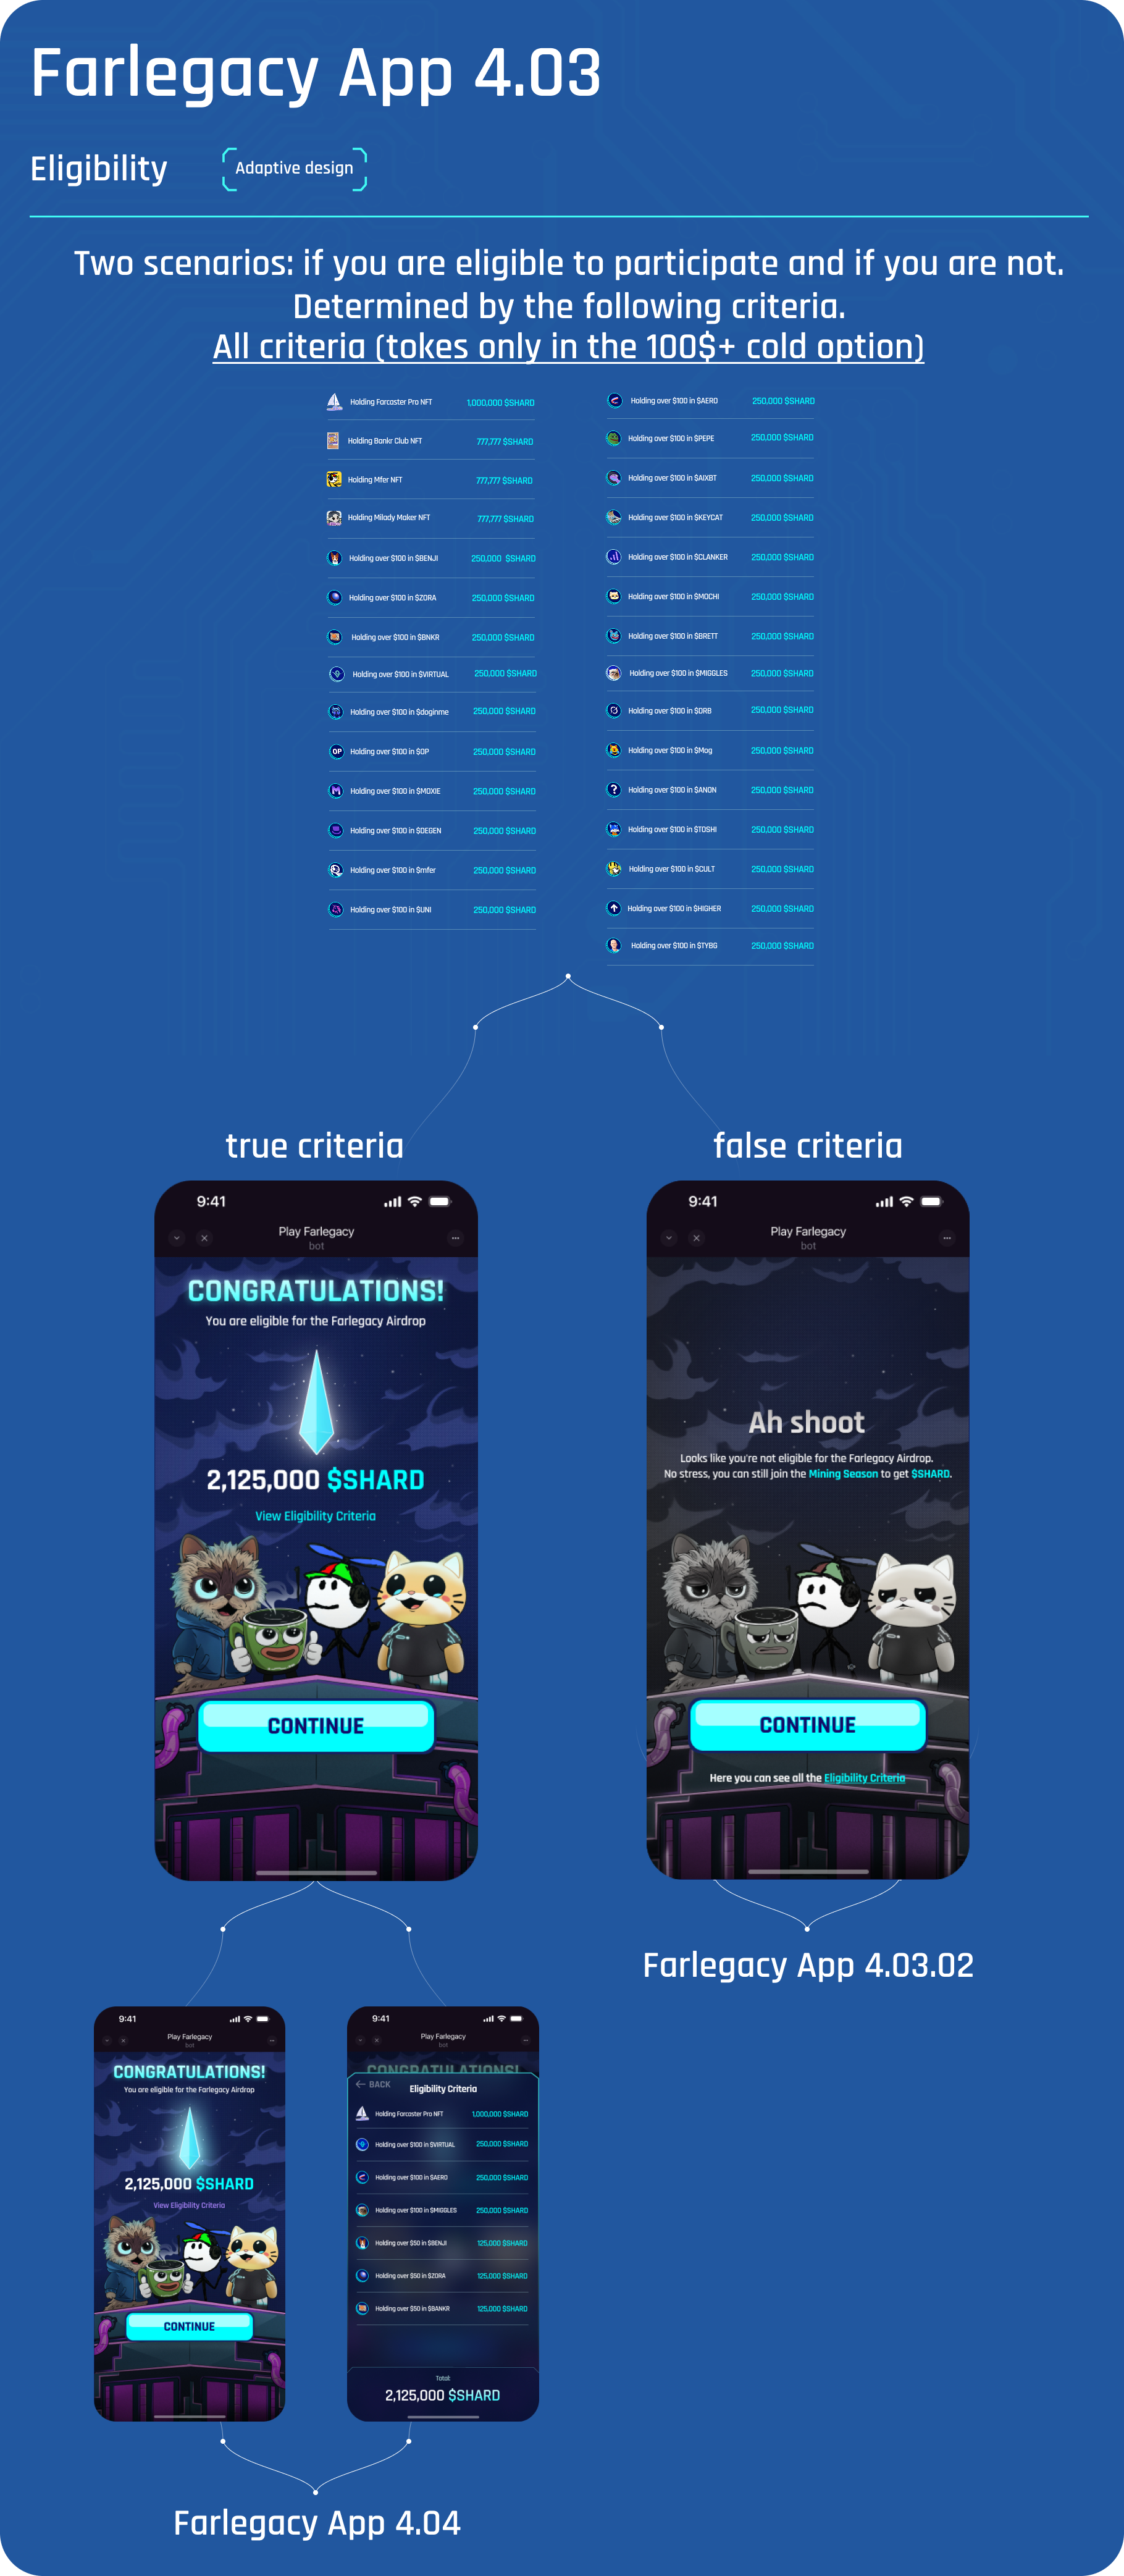 Farlegacy App 4.03
Eligibility
Adaptive design
Two scenarios: if you are eligible to participate and if you are not.
Determined by the following criteria.
All criteria (tokes only in the 100$+ cold option)
Holding Farcaster Pro NFT 1,000,000 $SHARD
Holding Bankr Club NFT 777,777 $SHARD
Holding Mfer NFT 777,777 $SHARD
Holding Milady Maker NFT 777,777 $SHARD
Holding over $100 in $BENJI 250,000 $SHARD
Holding over $100 in $ZORA 250,000 $SHARD
Holding over $100 in $BNKR 250,000 $SHARD
Holding over $100 in $VIRTUAL 250,000 $SHARD
Holding over $100 in $doginme 250,000 $SHARD
OP Holding over $100 in $OP 250,000 $SHARD
Holding over $100 in $MOXIE 250,000 $SHARD
Holding over $100 in $DEGEN 250,000 $SHARD
Holding over $100 in $mfer 250,000 $SHARD
Holding over $100 in $UNI 250,000 $SHARD
Holding over $100 in $AERO 250,000 $SHARD
Holding over $100 in $PEPE 250,000 $SHARD
Holding over $100 in $AIXBT 250,000 $SHARD
Holding over $100 in $KEYCAT 250,000 $SHARD
Holding over $100 in $CLANKER 250,000 $SHARD
Holding over $100 in $MOCHI 250,000 $SHARD
Holding over $100 in $BRETT 250,000 $SHARD
Holding over $100 in $MIGGLES 250,000 $SHARD
Holding over $100 in $DRB 250,000 $SHARD
Holding over $100 in $Mog 250,000 $SHARD
? Holding over $100 in $ANON 250,000 $SHARD
Holding over $100 in $TOSHI 250,000 $SHARD
Holding over $100 in $CULT 250,000 $SHARD
Holding over $100 in $HIGHER 250,000 $SHARD
Holding over $100 in $TYBG 250,000 $SHARD
true criteria
9:41
Play Farlegacy
bot
CONGRATULATIONS!
You are eligible for the Farlegacy Airdrop
2,125,000 $SHARD
View Eligibility Criteria
CONTINUE
false criteria
9:41
Play Farlegacy
bot
Ah shoot
Looks like you're not eligible for the Farlegacy Airdrop.
No stress, you can still join the Mining Season to get $SHARD.
CONTINUE
Here you can see all the Eligibility Criteria
Farlegacy App 4.03.02
9:41
Play Farlegacy
bot
CONGRATULATIONS!
You are eligible for the Farlegacy Airdrop
2,125,000 $SHARD
View Eligibility Criteria
CONTINUE
9:41
Play Farlegacy
bot
CONGRATULATIONS!
BACK
Eligibility Criteria
Holding Farcaster Pro NFT 1,000,000 $SHARD
Holding over $100 in $VIRTUAL 250,000 $SHARD
Holding over $100 in $AERO 250,000 $SHARD
Holding over $100 in $MIGGLES 250,000 $SHARD
Holding over $50 in $BENJI 125,000 $SHARD
Holding over $50 in $ZORA 125,000 $SHARD
Holding over $50 in $BANKR 125,000 $SHARD
Total:
2,125,000 $SHARD
Farlegacy App 4.04